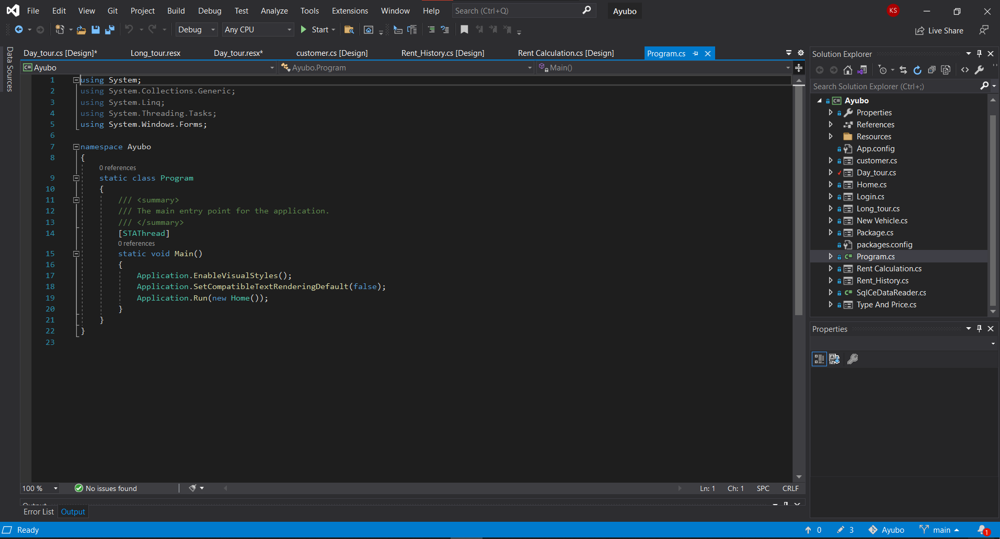 File Edit View Git Project Build Debug Test Analyze Tools Extensions Window Help Search (Ctrl+Q) Ayubo KS
Debug Any CPU Start Live Share
Data Sources
Day_tour.cs [Design]* Long_tour.resx Day_tour.resx* customer.cs [Design] Rent_History.cs [Design] Rent Calculation.cs [Design] Program.cs
C# Ayubo Ayubo.Program Main()
1 using System;
2 using System.Collections.Generic;
3 using System.Linq;
4 using System.Threading.Tasks;
5 using System.Windows.Forms;
6
7 namespace Ayubo
8 {
0 references
9 static class Program
10 {
11 /// <summary>
12 /// The main entry point for the application.
13 /// </summary>
14 [STAThread]
0 references
15 static void Main()
16 {
17 Application.EnableVisualStyles();
18 Application.SetCompatibleTextRenderingDefault(false);
19 Application.Run(new Home());
20 }
21 }
22 }
23
100 % No issues found Ln: 1 Ch: 1 SPC CRLF
Output
Error List Output
Solution Explorer
Search Solution Explorer (Ctrl+;)
C# Ayubo
Properties
References
Resources
App.config
customer.cs
Day_tour.cs
Home.cs
Login.cs
Long_tour.cs
New Vehicle.cs
Package.cs
packages.config
C# Program.cs
Rent Calculation.cs
Rent_History.cs
C# SqlCeDataReader.cs
Type And Price.cs
Properties
Ready 0 3 Ayubo main 1